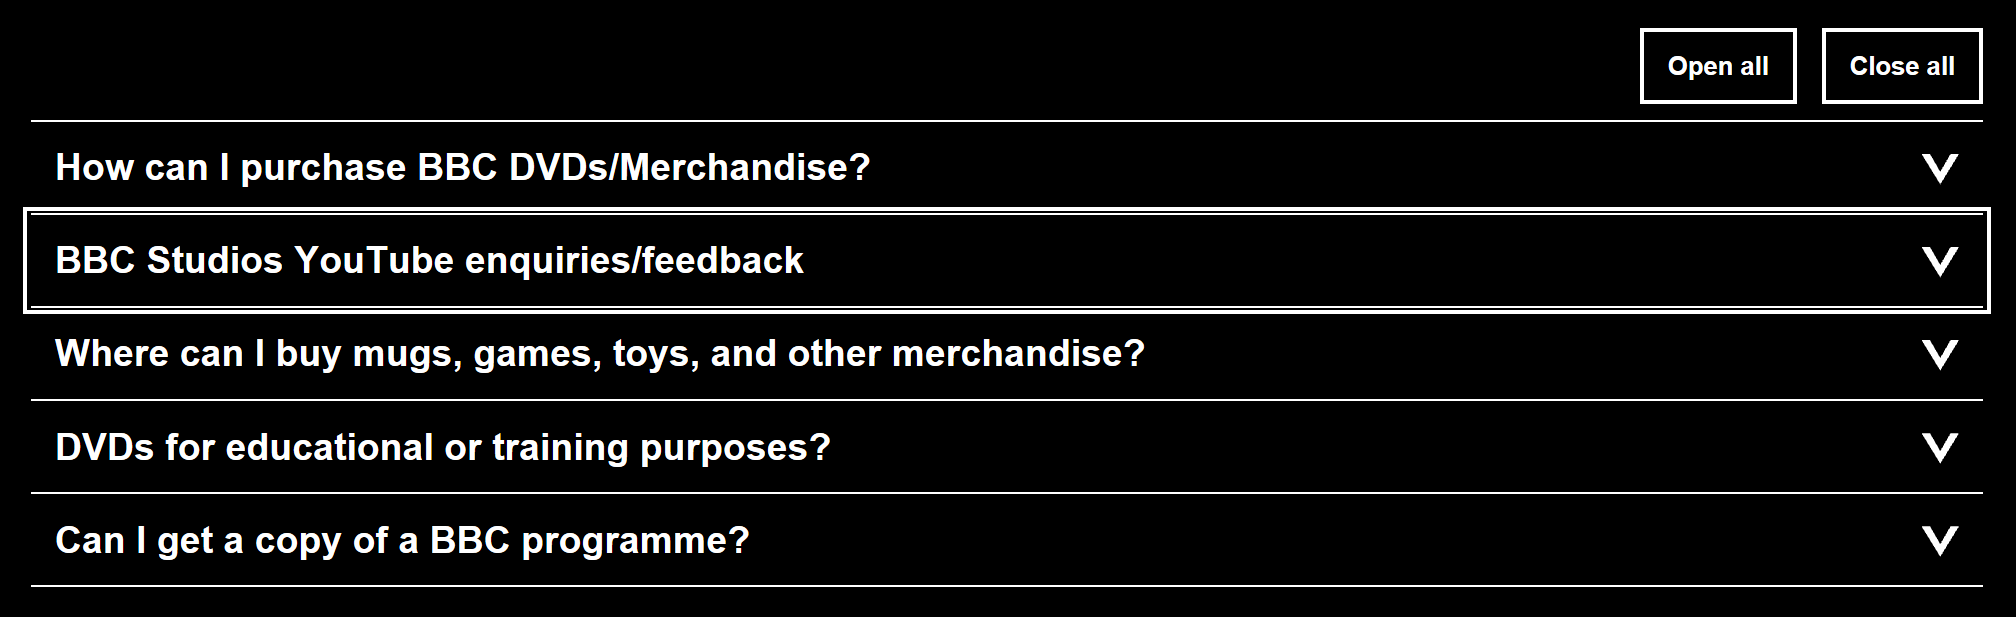 Open all
Close all
How can I purchase BBC DVDs/Merchandise?
BBC Studios YouTube enquiries/feedback
Where can I buy mugs, games, toys, and other merchandise?
DVDs for educational or training purposes?
Can I get a copy of a BBC programme?